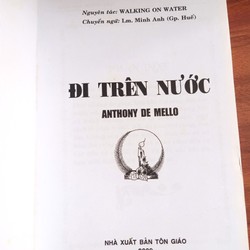 Nguyên tác: WALKING ON WATER
Chuyển ngữ: Lm. Minh Anh (Gp. Huế)
ĐI TRÊN NƯỚC
ANTHONY DE MELLO
NHÀ XUẤT BẢN TÔN GIÁO